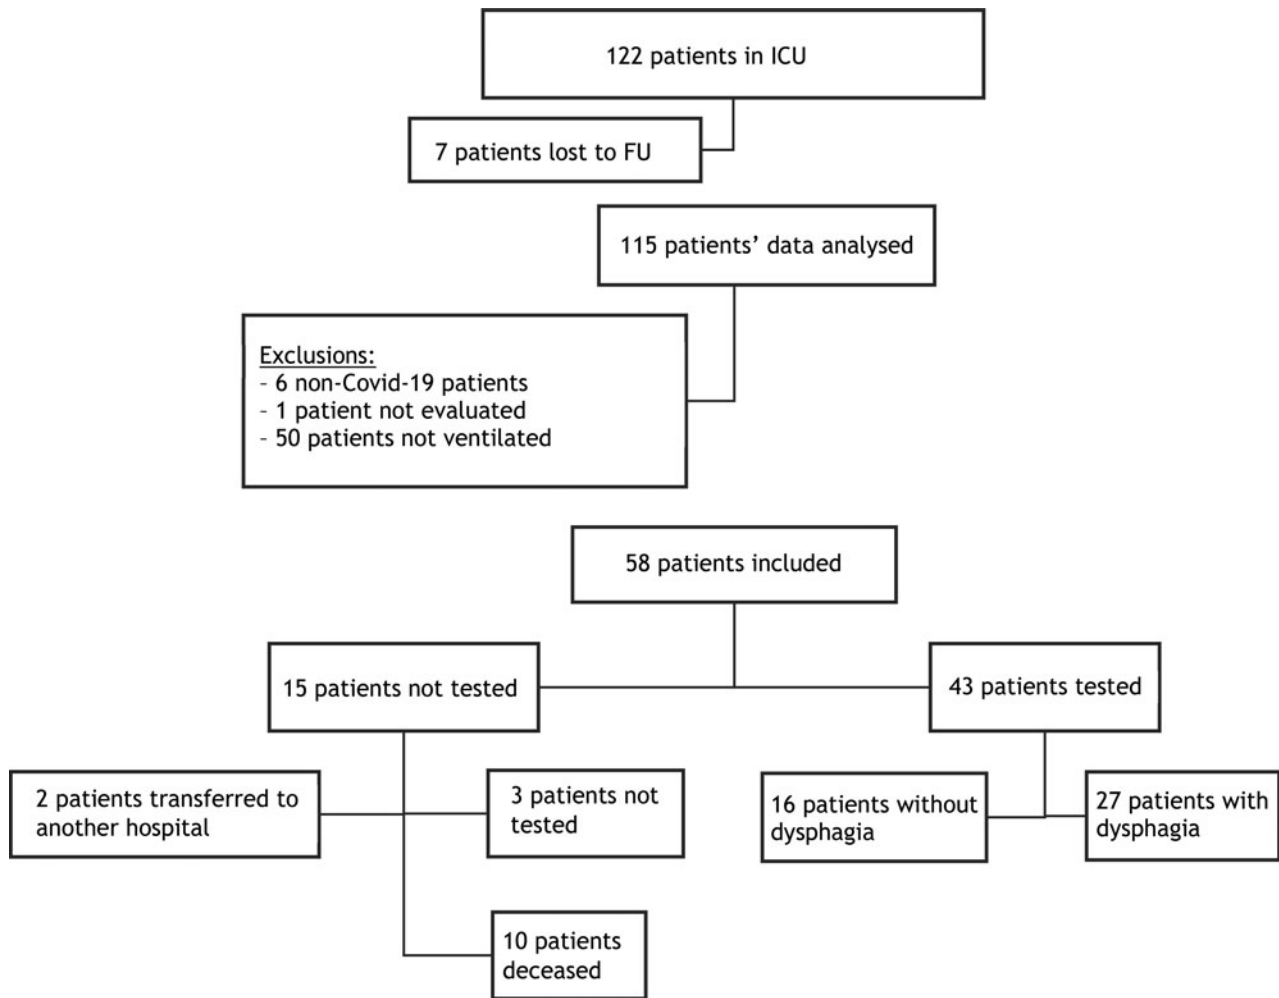 122 patients in ICU
7 patients lost to FU
115 patients’ data analysed
Exclusions:
– 6 non-Covid-19 patients
– 1 patient not evaluated
– 50 patients not ventilated
58 patients included
15 patients not tested
43 patients tested
2 patients transferred to
another hospital
3 patients not
tested
16 patients without
dysphagia
27 patients with
dysphagia
10 patients
deceased